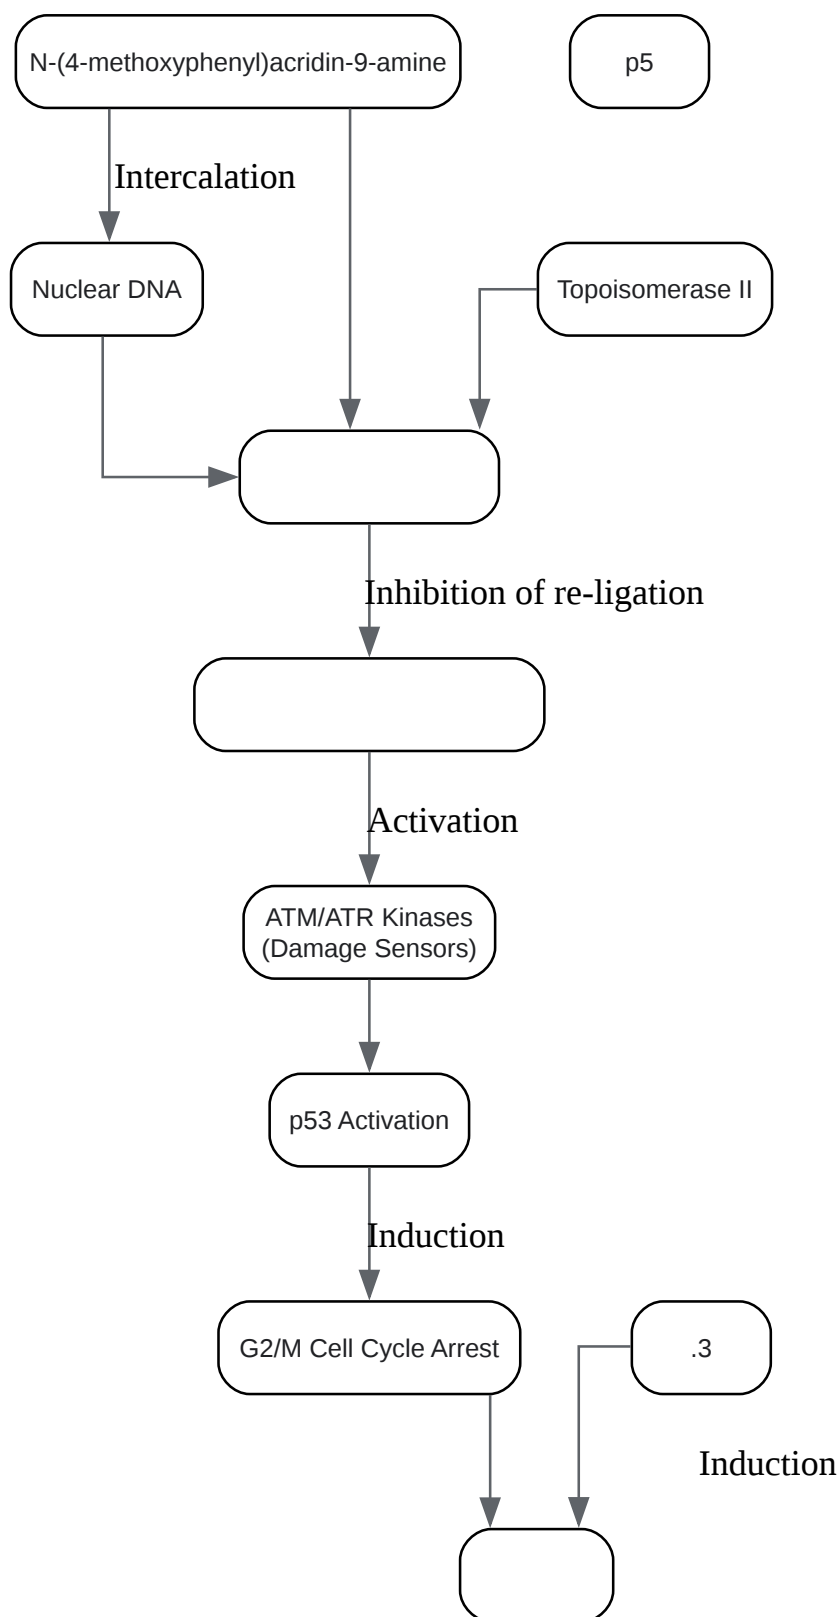 N-(4-methoxyphenyl)acridin-9-amine
p5
Intercalation
Nuclear DNA
Topoisomerase II
Inhibition of re-ligation
Activation
ATM/ATR Kinases
(Damage Sensors)
p53 Activation
Induction
G2/M Cell Cycle Arrest
.3
Induction